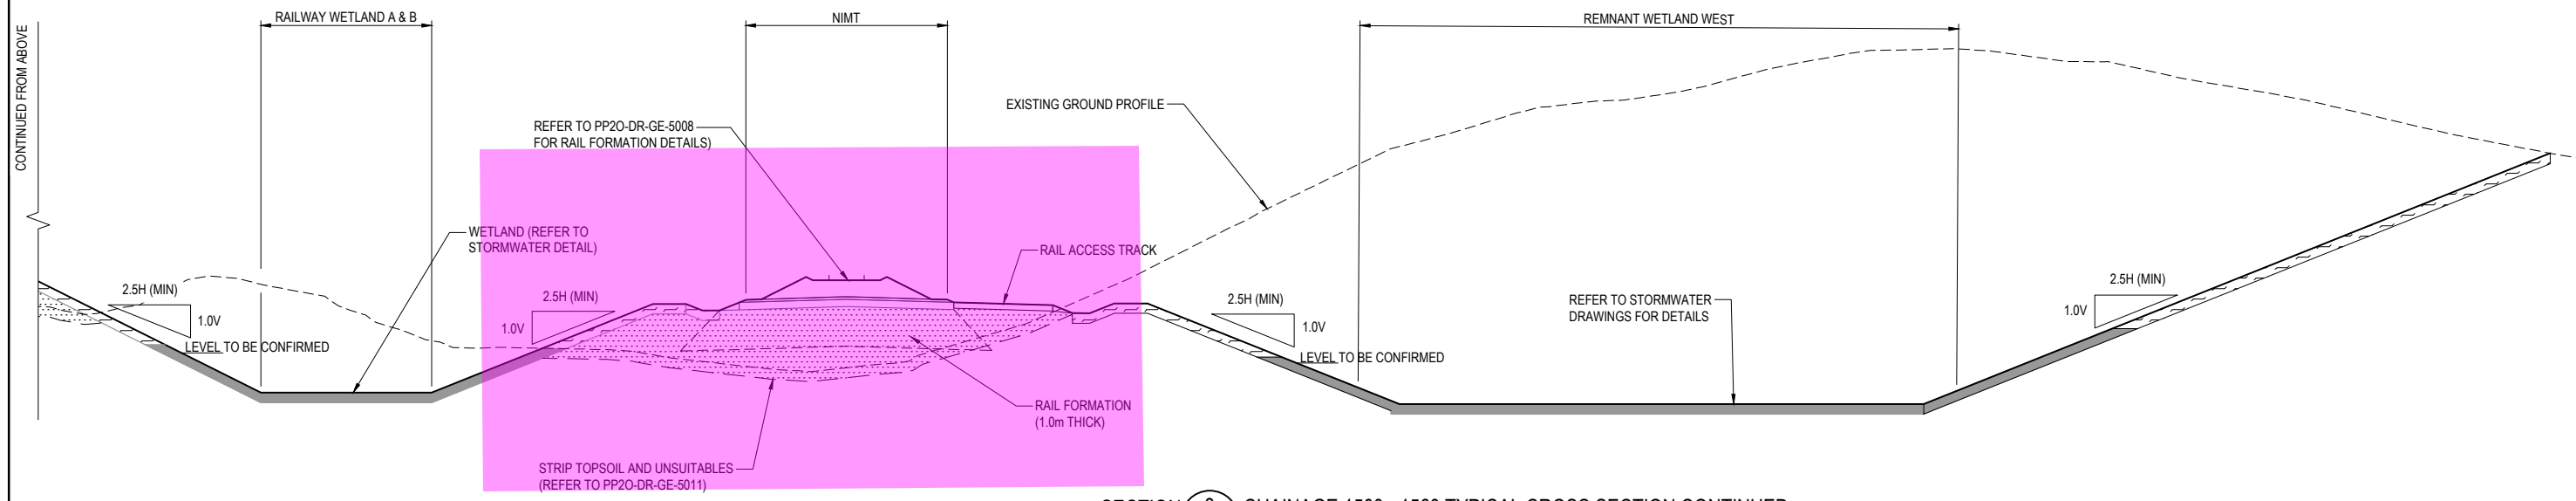 CONTINUED FROM ABOVE
RAILWAY WETLAND A & B
NIMT
REMNANT WETLAND WEST
EXISTING GROUND PROFILE
REFER TO PP2O-DR-GE-5008
FOR RAIL FORMATION DETAILS)
WETLAND (REFER TO
STORMWATER DETAIL)
RAIL ACCESS TRACK
2.5H (MIN)
1.0V
LEVEL TO BE CONFIRMED
2.5H (MIN)
1.0V
2.5H (MIN)
1.0V
LEVEL TO BE CONFIRMED
REFER TO STORMWATER
DRAWINGS FOR DETAILS
2.5H (MIN)
1.0V
RAIL FORMATION
(1.0m THICK)
STRIP TOPSOIL AND UNSUITABLES
(REFER TO PP2O-DR-GE-5011)